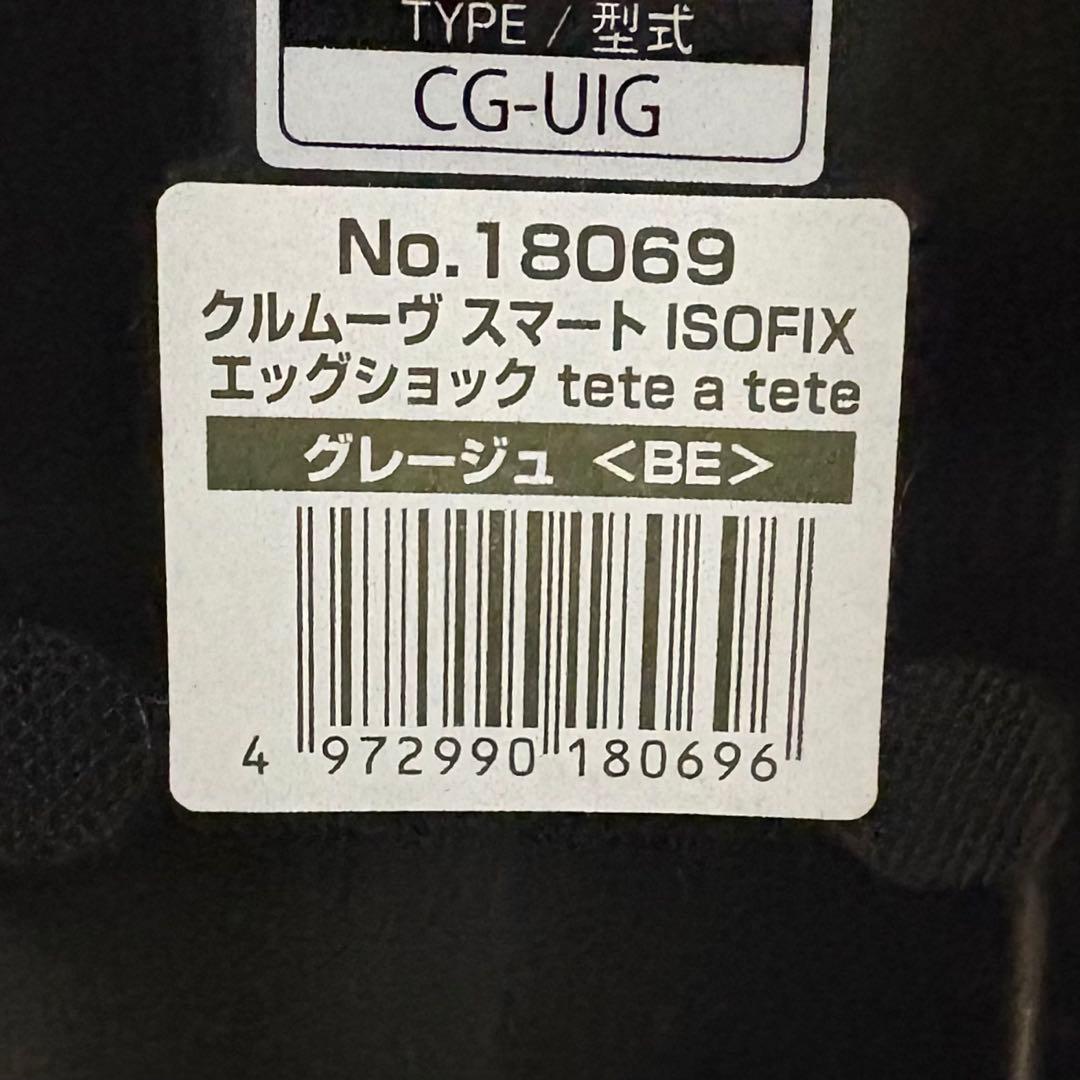 TYPE / 型式
CG-UIG
No.18069
クルムーヴ スマート ISOFIX
エッグショック tete a tete
グレージュ <BE>
4 972990 180696